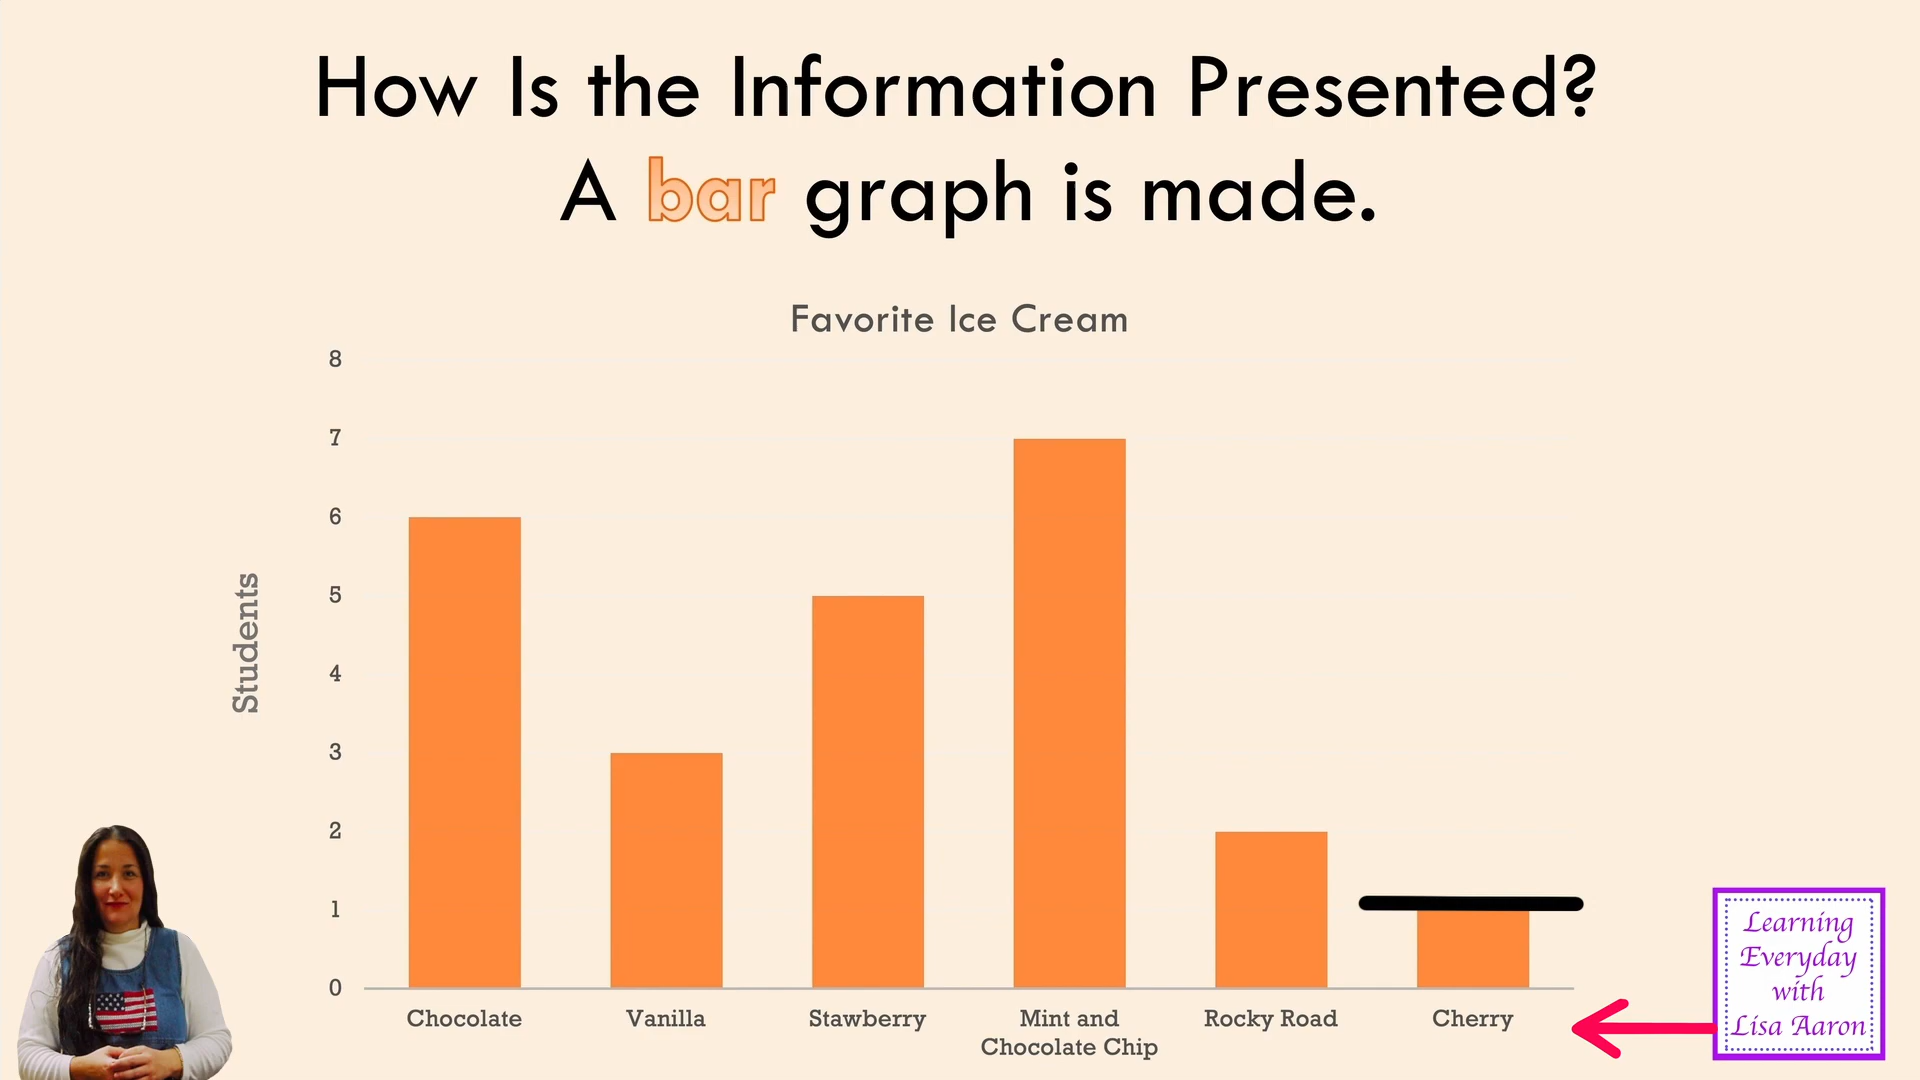 How Is the Information Presented?
A bar graph is made.
Favorite Ice Cream
8
7
6
5
4
3
2
1
0
Students
Chocolate
Vanilla
Stawberry
Mint and
Chocolate Chip
Rocky Road
Cherry
Learning
Everyday
with
Lisa Aaron